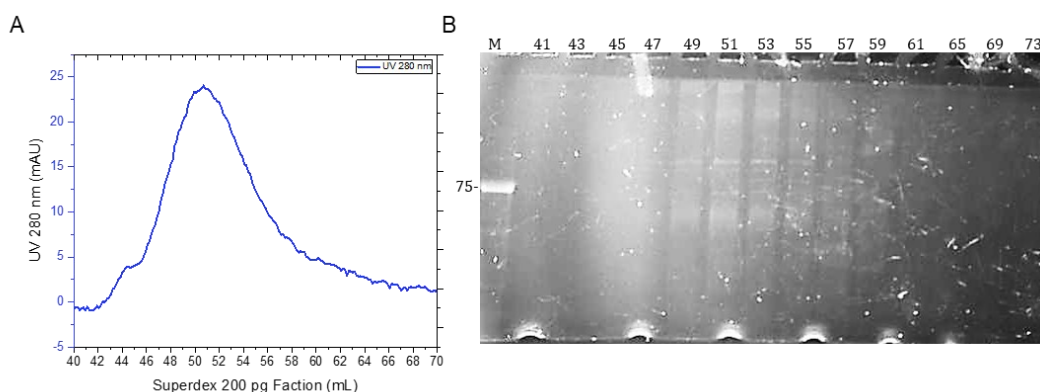 A
UV 280 nm
25
20
15
10
5
0
-5
UV 280 nm (mAU)
40 42 44 46 48 50 52 54 56 58 60 62 64 66 68 70
Superdex 200 pg Faction (mL)
B
M 41 43 45 47 49 51 53 55 57 59 61 65 69 73
75-